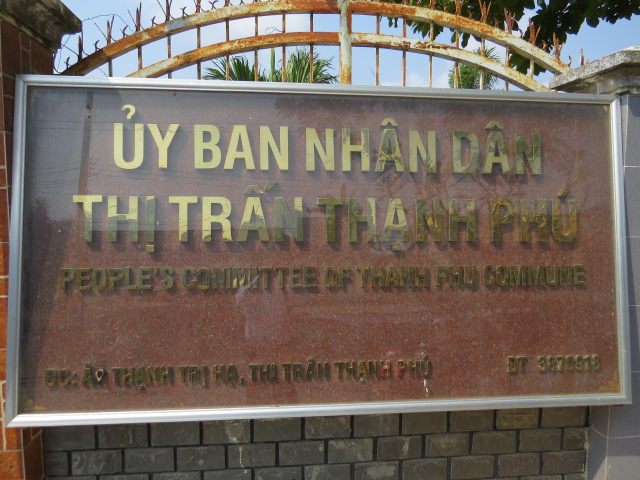 ỦY BAN NHÂN DÂN
THỊ TRẤN THẠNH PHÚ
PEOPLE'S COMMITTEE OF THANH PHU COMMUNE
ĐC: ẤP THẠNH TRỊ HẠ, THỊ TRẤN THẠNH PHÚ ĐT